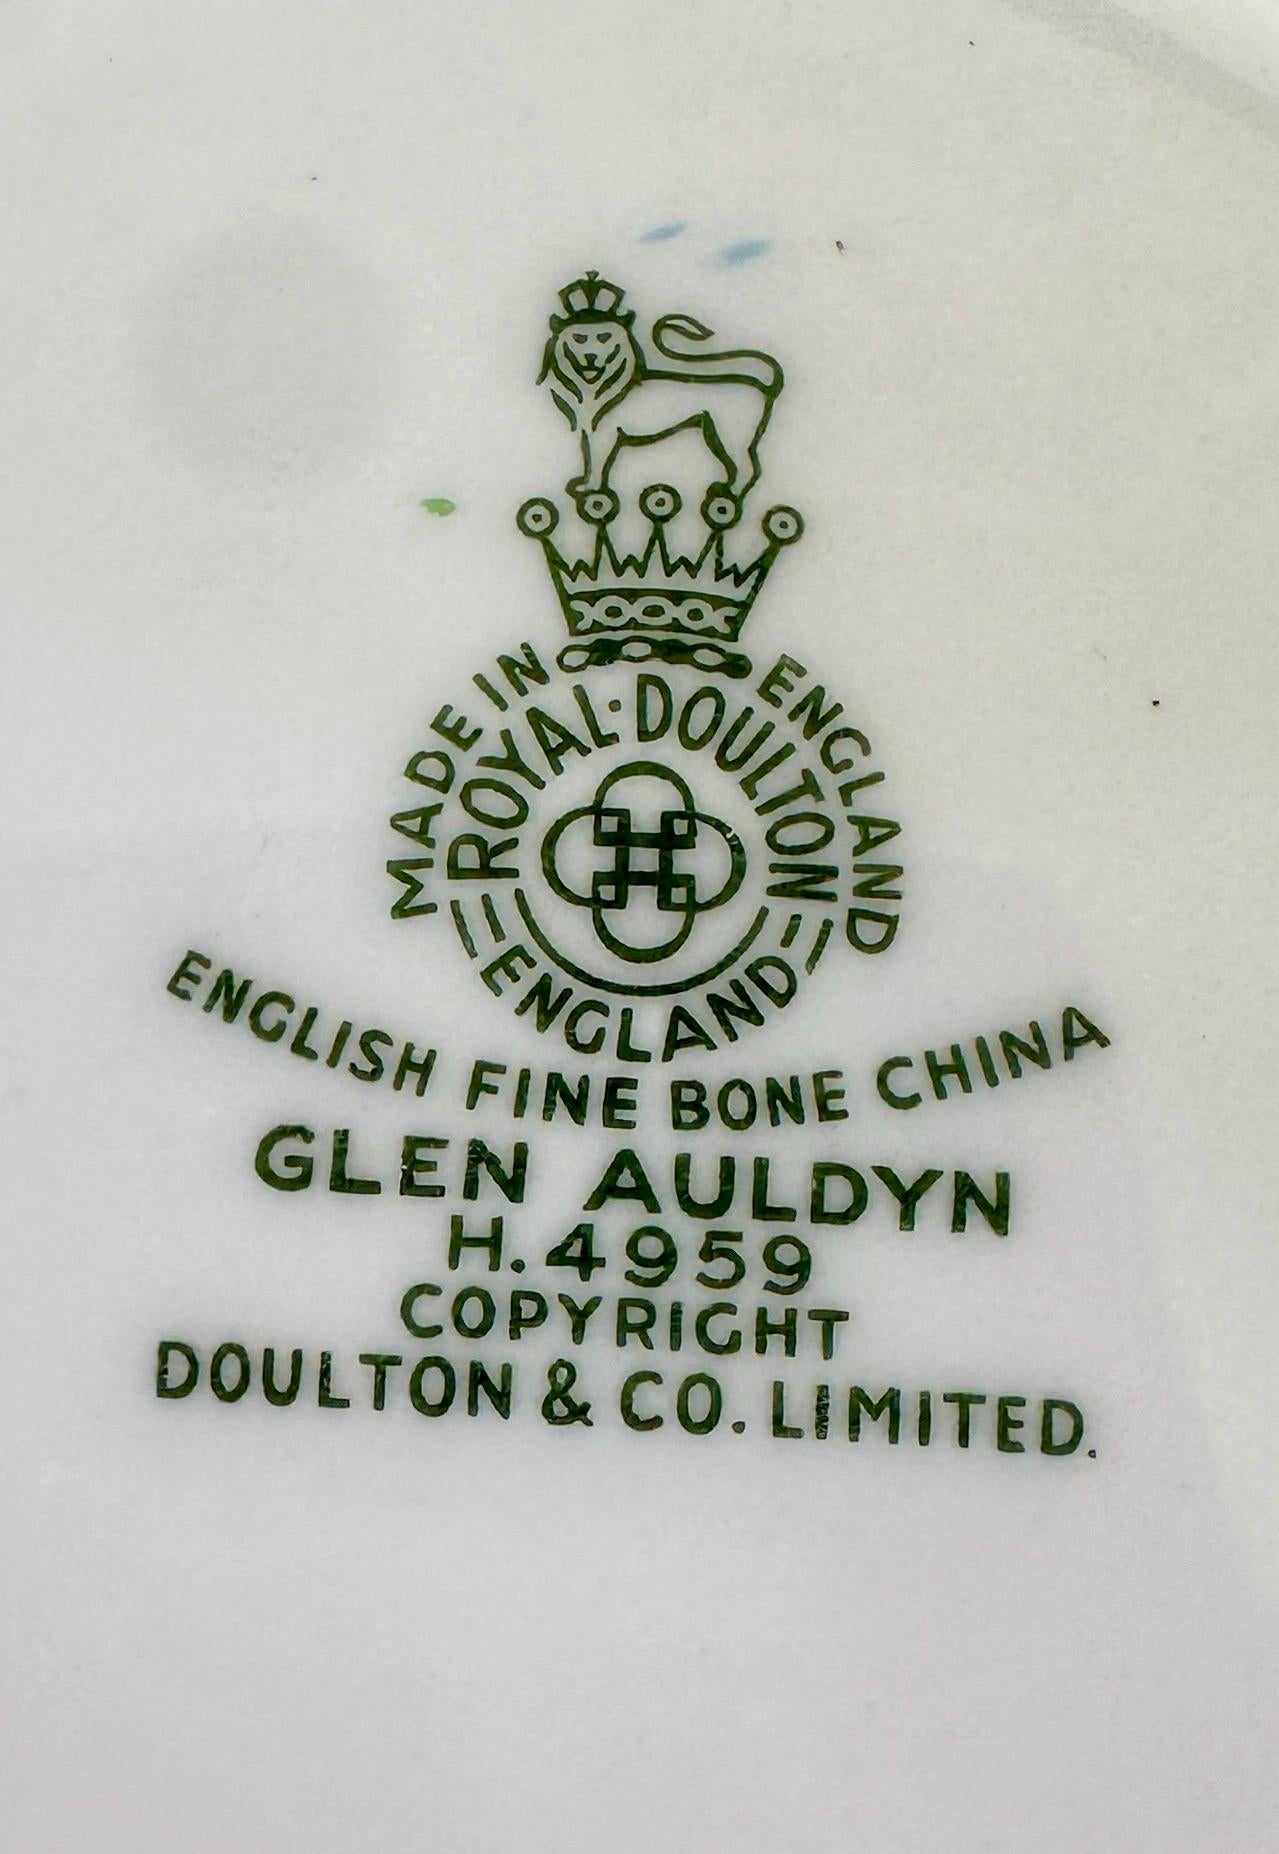 MADE IN ENGLAND
ROYAL·DOULTON
ENGLAND
ENGLISH FINE BONE CHINA
GLEN AULDYN
H.4959
COPYRIGHT
DOULTON & CO. LIMITED.